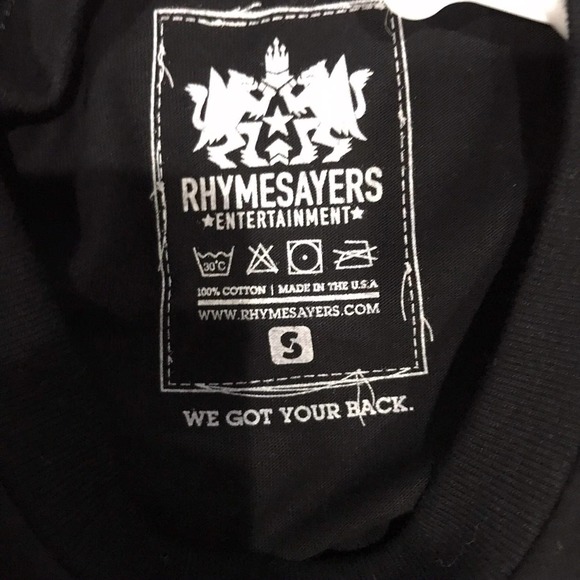 RHYMESAYERS
★ENTERTAINMENT★
30°C
100% COTTON | MADE IN THE U.S.A
WWW.RHYMESAYERS.COM
S
WE GOT YOUR BACK.